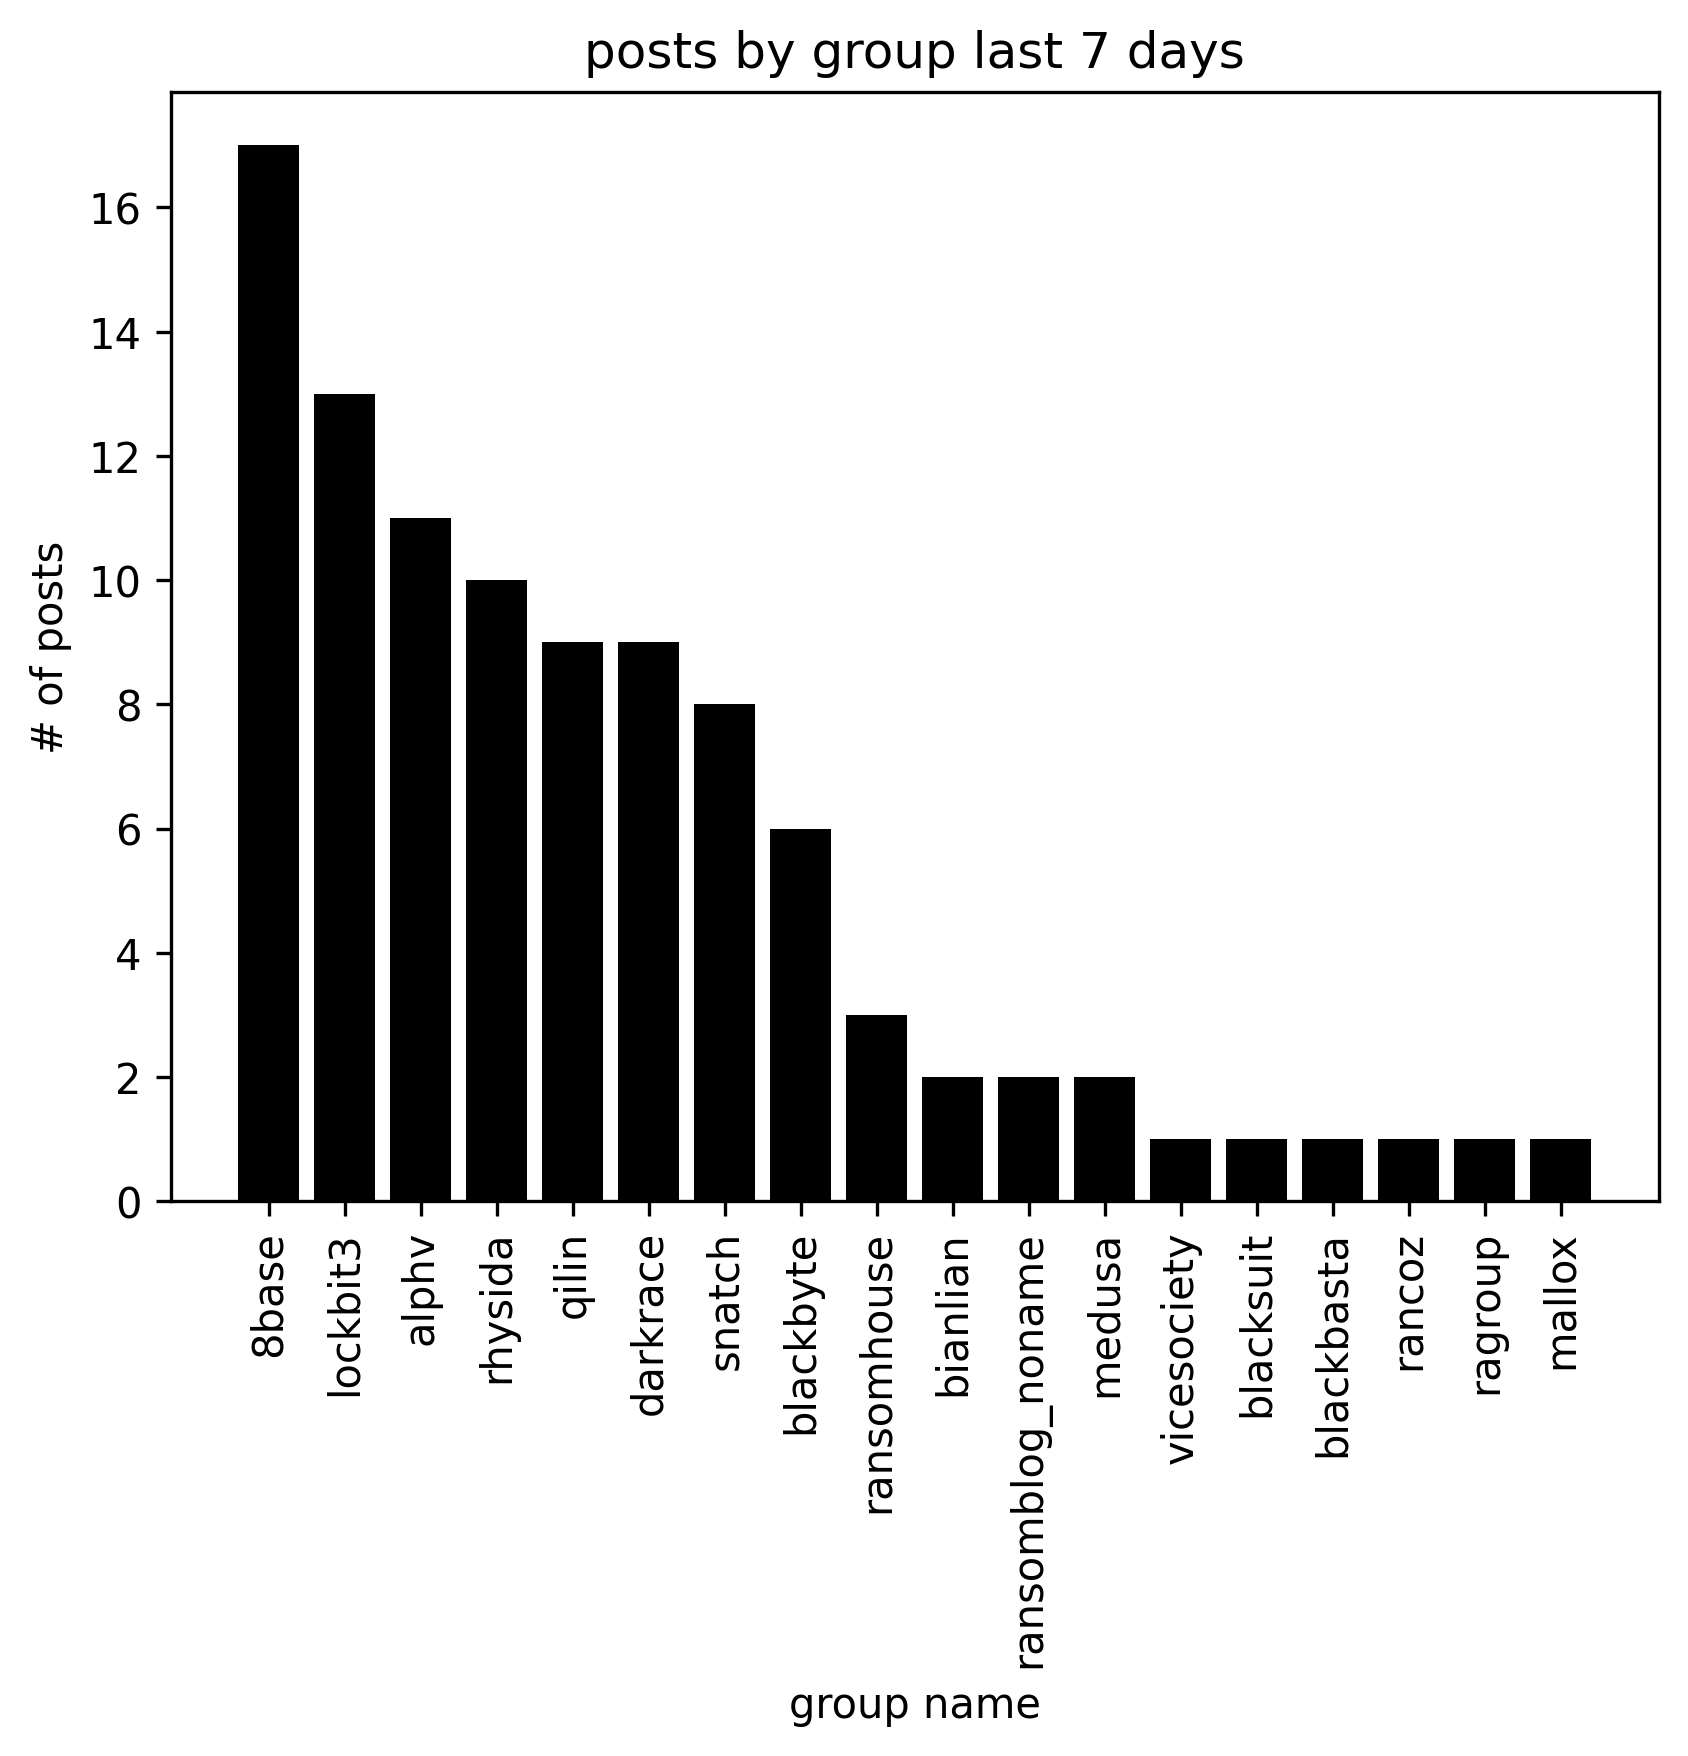 posts by group last 7 days
# of posts
16
14
12
10
8
6
4
2
0
8base
lockbit3
alphv
rhysida
qilin
darkrace
snatch
blackbyte
ransomhouse
bianlian
ransomblog_noname
medusa
vicesociety
blacksuit
blackbasta
rancoz
ragroup
mallox
group name